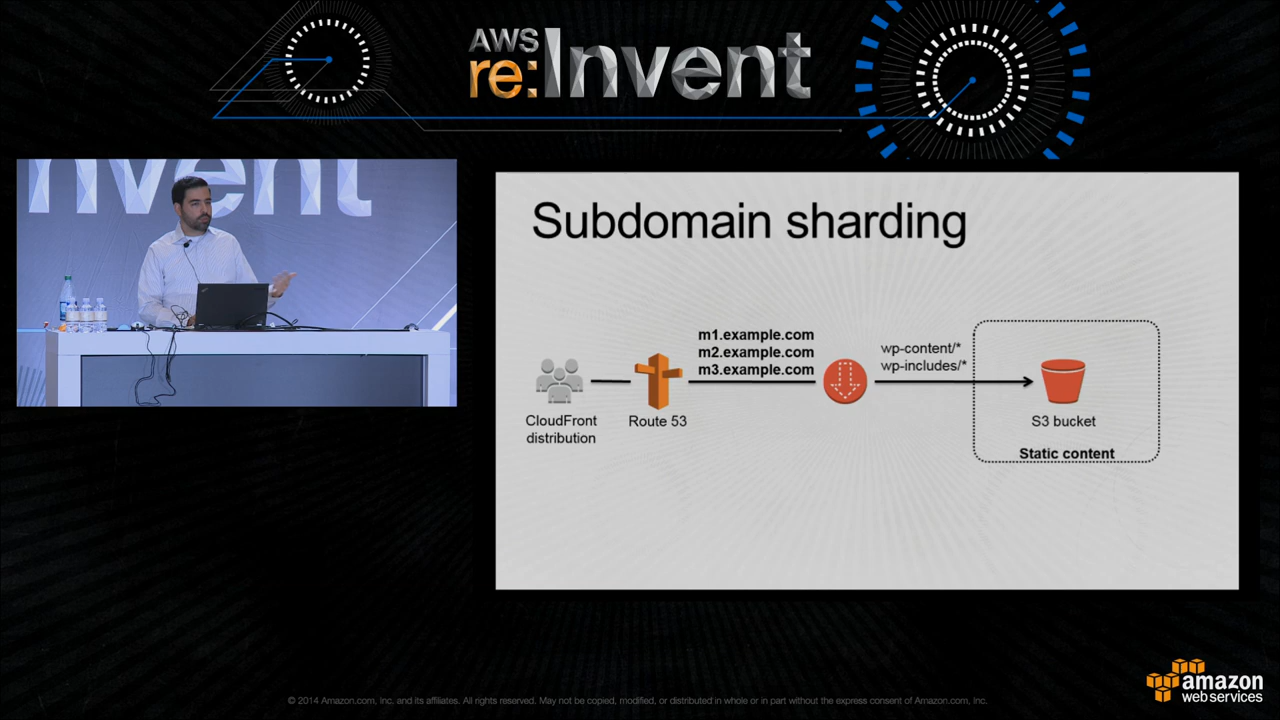 AWS
re:Invent
nvent
Subdomain sharding
m1.example.com
m2.example.com
m3.example.com
wp-content/*
wp-includes/*
CloudFront
distribution
Route 53
S3 bucket
Static content
© 2014 Amazon.com, Inc. and its affiliates. All rights reserved. May not be copied, modified, or distributed in whole or in part without the express consent of Amazon.com, Inc.
amazon
web services